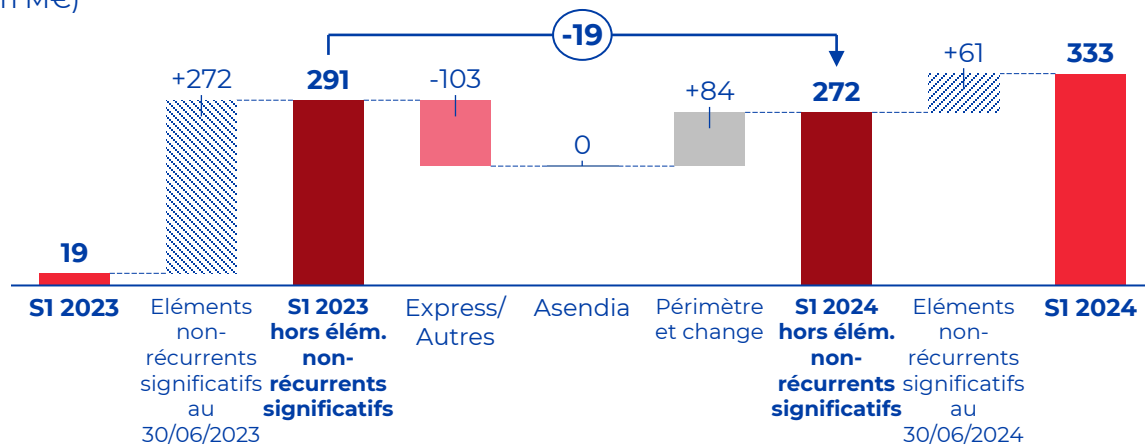 M€)
-19
+272
291
-103
0
+84
272
+61
333
19
S1 2023
Eléments
non-
récurrents
significatifs
au
30/06/2023
S1 2023
hors élém.
non-
récurrents
significatifs
Express/
Autres
Asendia
Périmètre
et change
S1 2024
hors élém.
non-
récurrents
significatifs
Eléments
non-
récurrents
significatifs
au
30/06/2024
S1 2024